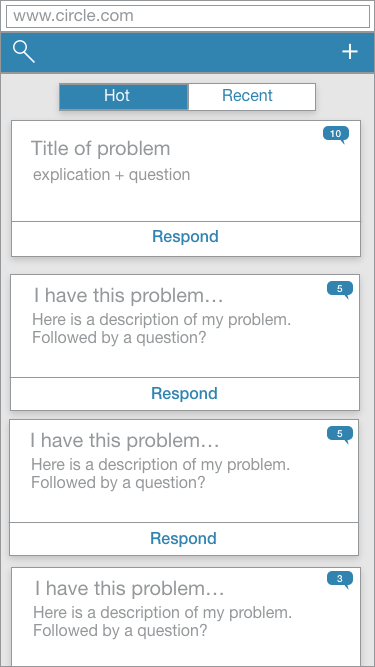 www.circle.com
+
Hot Recent
10
Title of problem
explication + question
Respond
5
I have this problem...
Here is a description of my problem.
Followed by a question?
Respond
5
I have this problem...
Here is a description of my problem.
Followed by a question?
Respond
3
I have this problem...
Here is a description of my problem.
Followed by a question?